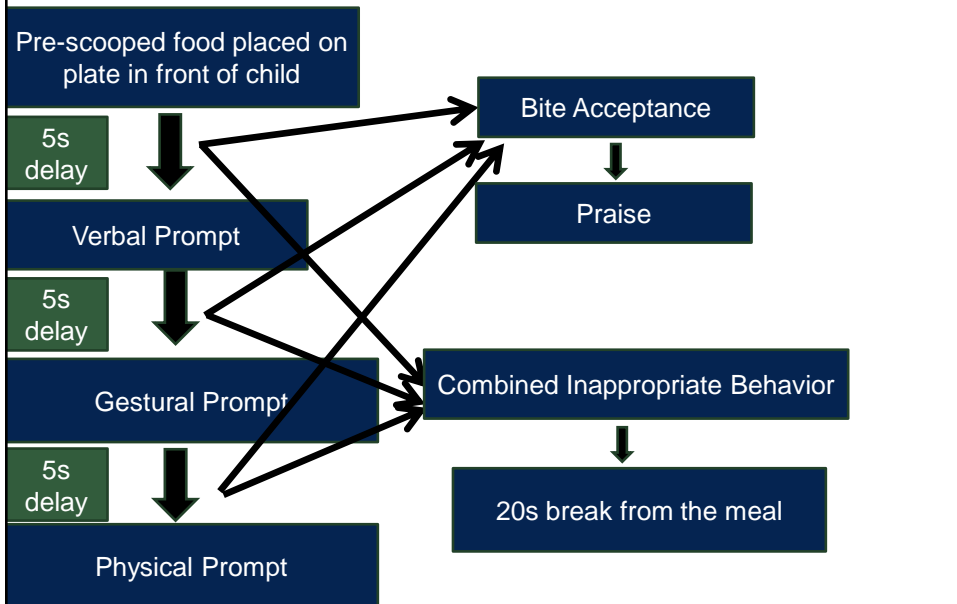 Pre-scooped food placed on
plate in front of child
5s
delay
Verbal Prompt
5s
delay
Gestural Prompt
5s
delay
Physical Prompt
Bite Acceptance
Praise
Combined Inappropriate Behavior
20s break from the meal